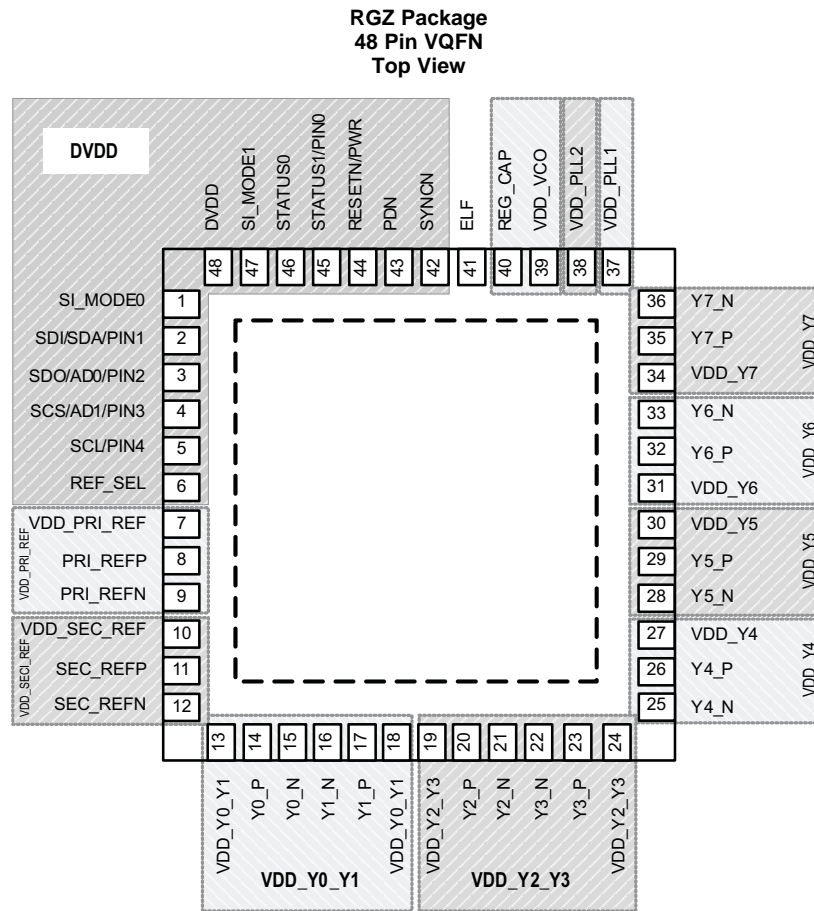 RGZ Package
48 Pin VQFN
Top View
DVDD
DVDD
SI_MODE1
STATUS0
STATUS1/PIN0
RESETN/PWR
PDN
SYNCN
ELF
REG_CAP
VDD_VCO
VDD_PLL2
VDD_PLL1
48
47
46
45
44
43
42
41
40
39
38
37
SI_MODE0 1
SDI/SDA/PIN1 2
SDO/AD0/PIN2 3
SCS/AD1/PIN3 4
SCL/PIN4 5
REF_SEL 6
VDD_PRI_REF 7
PRI_REFP 8
PRI_REFN 9
VDD_PRI_REF
VDD_SEC_REF 10
SEC_REFP 11
SEC_REFN 12
VDD_SECI_REF
36 Y7_N
35 Y7_P
34 VDD_Y7
VDD_Y7
33 Y6_N
32 Y6_P
31 VDD_Y6
VDD_Y6
30 VDD_Y5
29 Y5_P
28 Y5_N
VDD_Y5
27 VDD_Y4
26 Y4_P
25 Y4_N
VDD_Y4
13
14
15
16
17
18
19
20
21
22
23
24
VDD_Y0_Y1
Y0_P
Y0_N
Y1_N
Y1_P
VDD_Y0_Y1
VDD_Y2_Y3
Y2_P
Y2_N
Y3_N
Y3_P
VDD_Y2_Y3
VDD_Y0_Y1
VDD_Y2_Y3